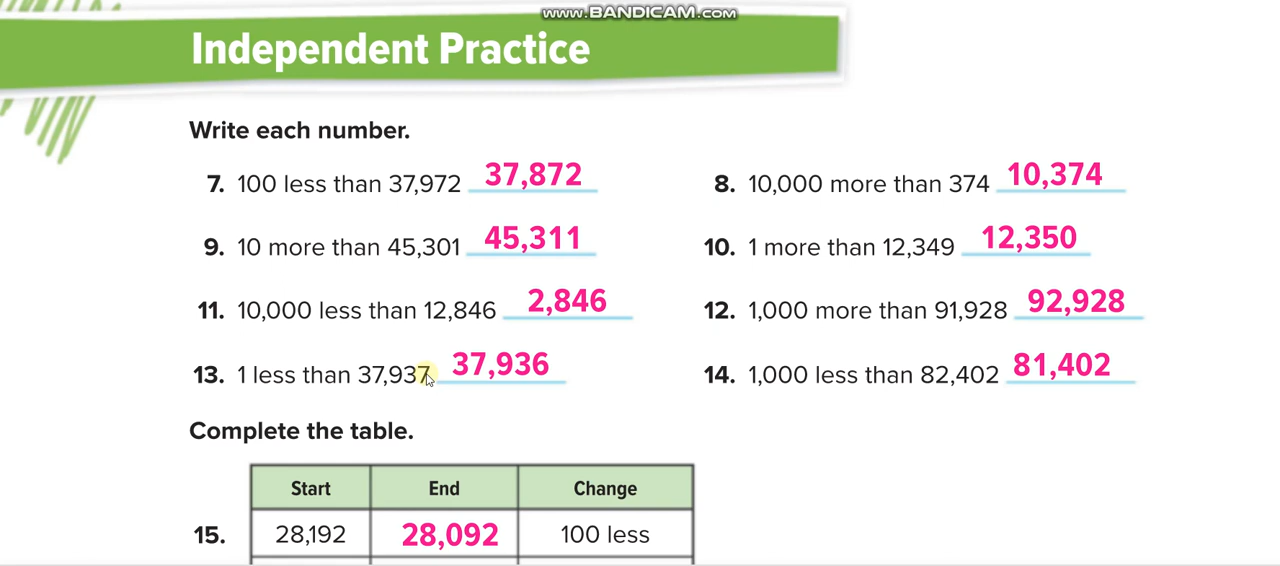 www.BANDICAM.com
Independent Practice
Write each number.
7. 100 less than 37,972 37,872
8. 10,000 more than 374 10,374
9. 10 more than 45,301 45,311
10. 1 more than 12,349 12,350
11. 10,000 less than 12,846 2,846
12. 1,000 more than 91,928 92,928
13. 1 less than 37,937 37,936
14. 1,000 less than 82,402 81,402
Complete the table.
Start End Change
15. 28,192 28,092 100 less